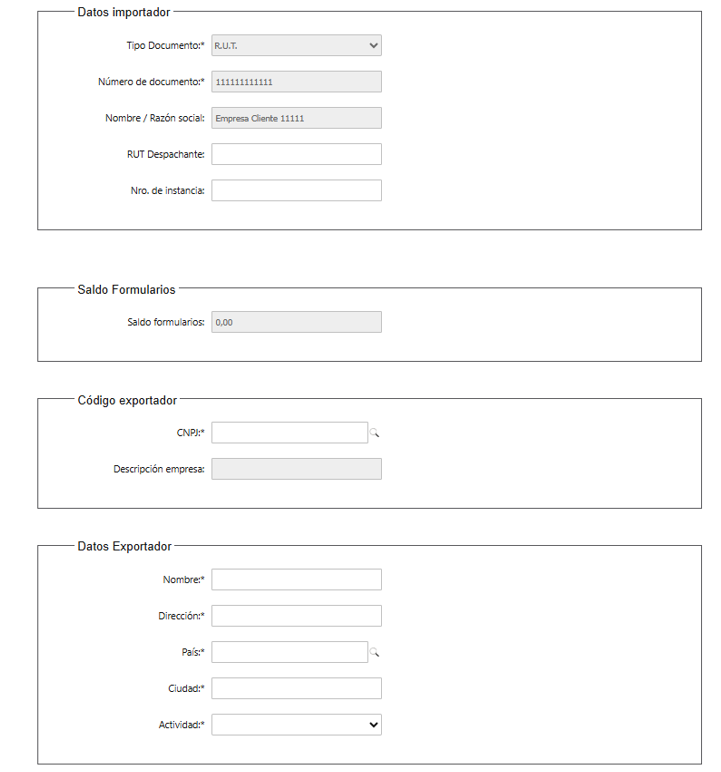 Datos importador
Tipo Documento:* R.U.T.
Número de documento:* 111111111111
Nombre / Razón social: Empresa Cliente 11111
RUT Despachante:
Nro. de instancia:
Saldo Formularios
Saldo formularios: 0,00
Código exportador
CNPJ:*
Descripción empresa:
Datos Exportador
Nombre:*
Dirección:*
País:*
Ciudad:*
Actividad:*